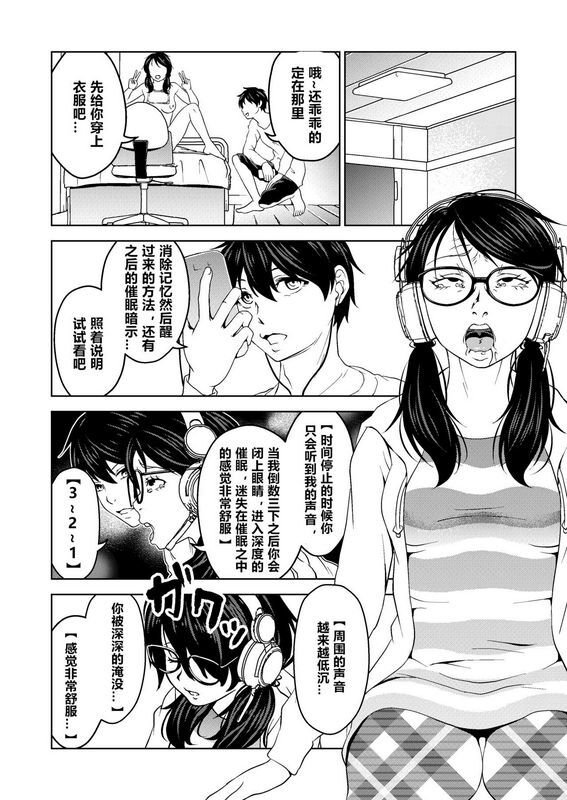 哦~还乖乖的
定在那里
先给你穿上
衣服吧…
消除记忆然后醒
过来的方法，还有
之后的催眠暗示…
照着说明
试试看吧
【时间停止的时候你
只会听到我的声音，
当我倒数三下之后你会
闭上眼睛，进入深度的
催眠，迷失在催眠之中
的感觉非常舒服】
【3~2~1】
ガクッ
【周围的声音
越来越低沉…
你被深深的淹没…
感觉非常舒服…】